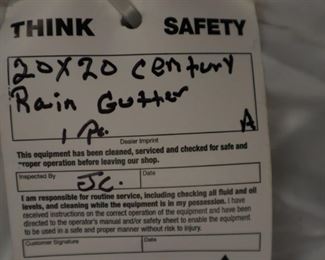 THINK SAFETY
20x20 century
Rain Gutter
1 Pc. A
Dealer Imprint
This equipment has been cleaned, serviced and checked for safe and
proper operation before leaving our shop.
Inspected By J.C. Date
I am responsible for routine service, including checking all fluid and oil
levels, and cleaning while the equipment is in my possession. I have
received instructions on the correct operation of the equipment and have been
directed to the operator's manual and/or safety sheet to enable the equipment
to be used in a safe and proper manner without risk to injury.
Customer Signature Date